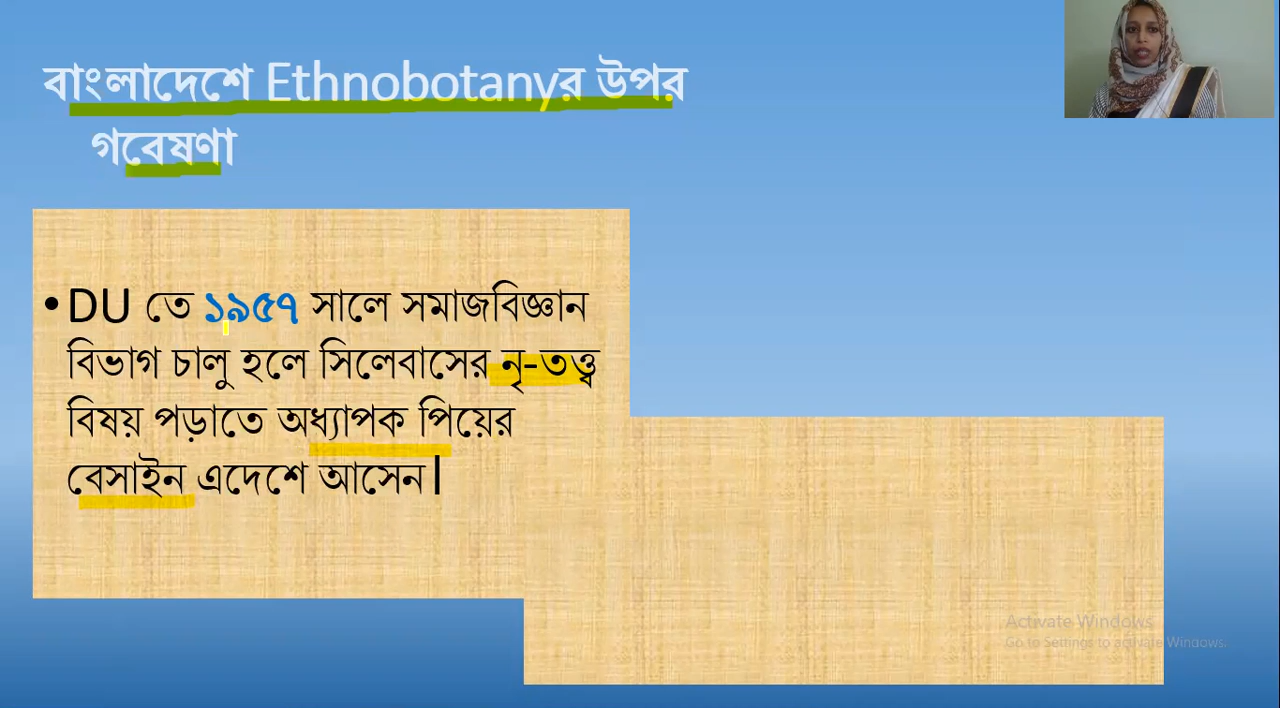 বাংলাদেশে Ethnobotanyর উপর
গবেষণা
•DU তে ১৯৫৭ সালে সমাজবিজ্ঞান
বিভাগ চালু হলে সিলেবাসের নৃ-তত্ত্ব
বিষয় পড়াতে অধ্যাপক পিয়ের
বেসাইন এদেশে আসেন|
Activate Windows
Go to Settings to activate Windows.